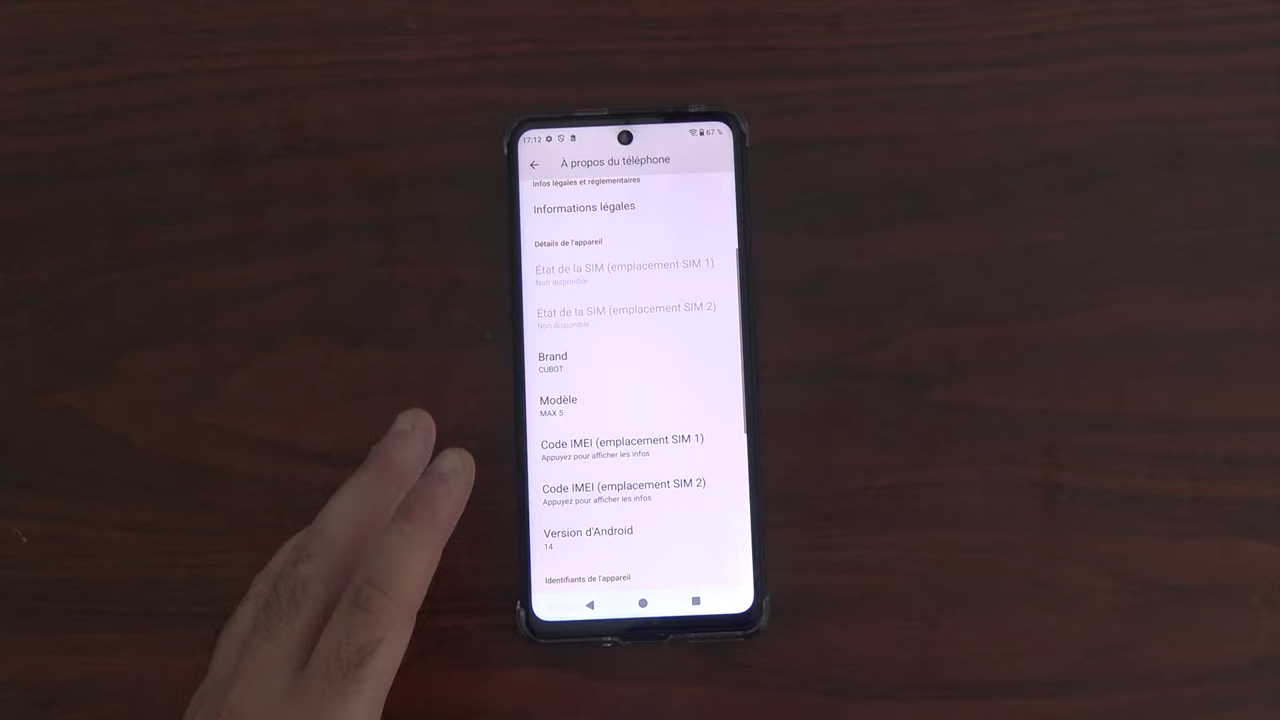 17:12 67 %
À propos du téléphone
Infos légales et réglementaires
Informations légales
Détails de l'appareil
État de la SIM (emplacement SIM 1)
Non disponible
État de la SIM (emplacement SIM 2)
Non disponible
Brand
CUBOT
Modèle
MAX 5
Code IMEI (emplacement SIM 1)
Appuyez pour afficher les infos
Code IMEI (emplacement SIM 2)
Appuyez pour afficher les infos
Version d'Android
14
Identifiants de l'appareil